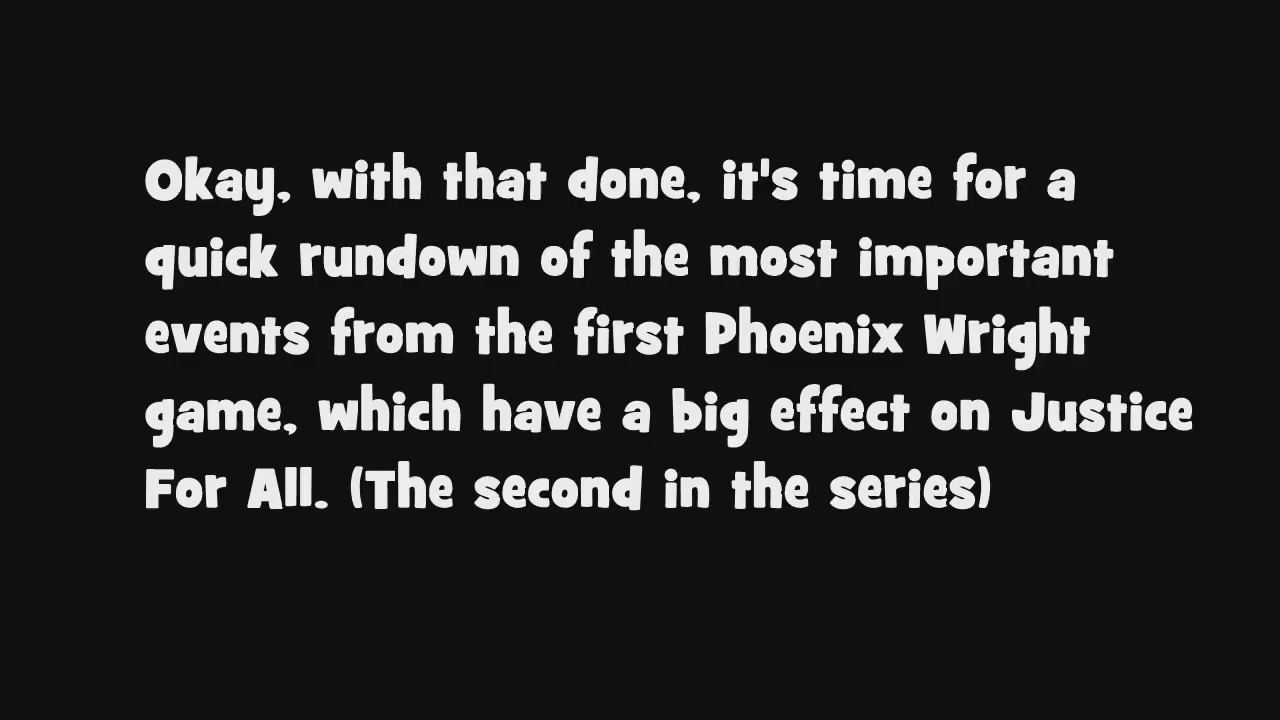 Okay, with that done, it's time for a
quick rundown of the most important
events from the first Phoenix Wright
game, which have a big effect on Justice
For All. (The second in the series)